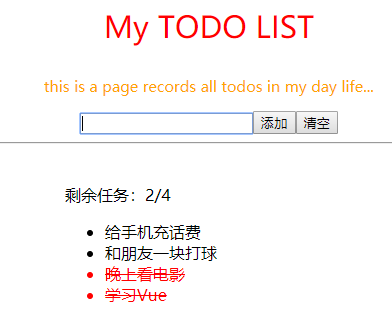 My TODO LIST
this is a page records all todos in my day life...
添加 清空
剩余任务：2/4
给手机充话费
和朋友一块打球
晚上看电影
学习Vue